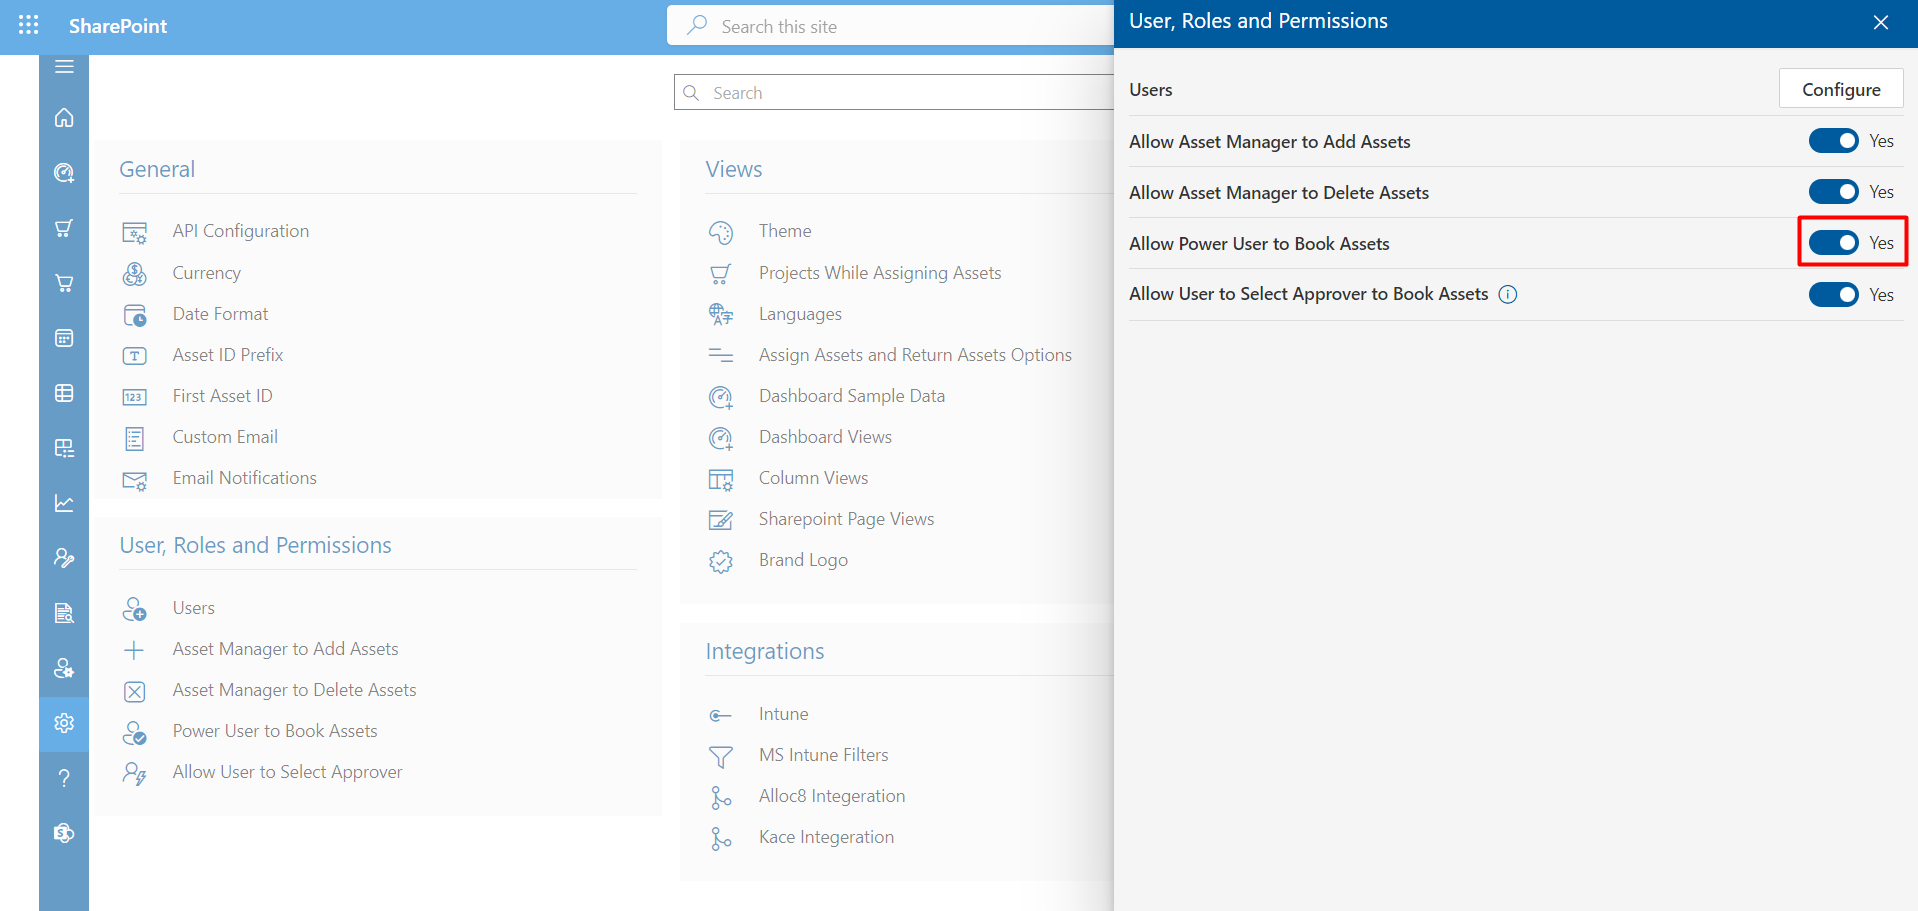 SharePoint
Search this site
Search
General
API Configuration
Currency
Date Format
Asset ID Prefix
First Asset ID
Custom Email
Email Notifications
User, Roles and Permissions
Users
Asset Manager to Add Assets
Asset Manager to Delete Assets
Power User to Book Assets
Allow User to Select Approver
Views
Theme
Projects While Assigning Assets
Languages
Assign Assets and Return Assets Options
Dashboard Sample Data
Dashboard Views
Column Views
Sharepoint Page Views
Brand Logo
Integrations
Intune
MS Intune Filters
Alloc8 Integeration
Kace Integeration
User, Roles and Permissions
Users
Configure
Allow Asset Manager to Add Assets
Yes
Allow Asset Manager to Delete Assets
Yes
Allow Power User to Book Assets
Yes
Allow User to Select Approver to Book Assets
Yes